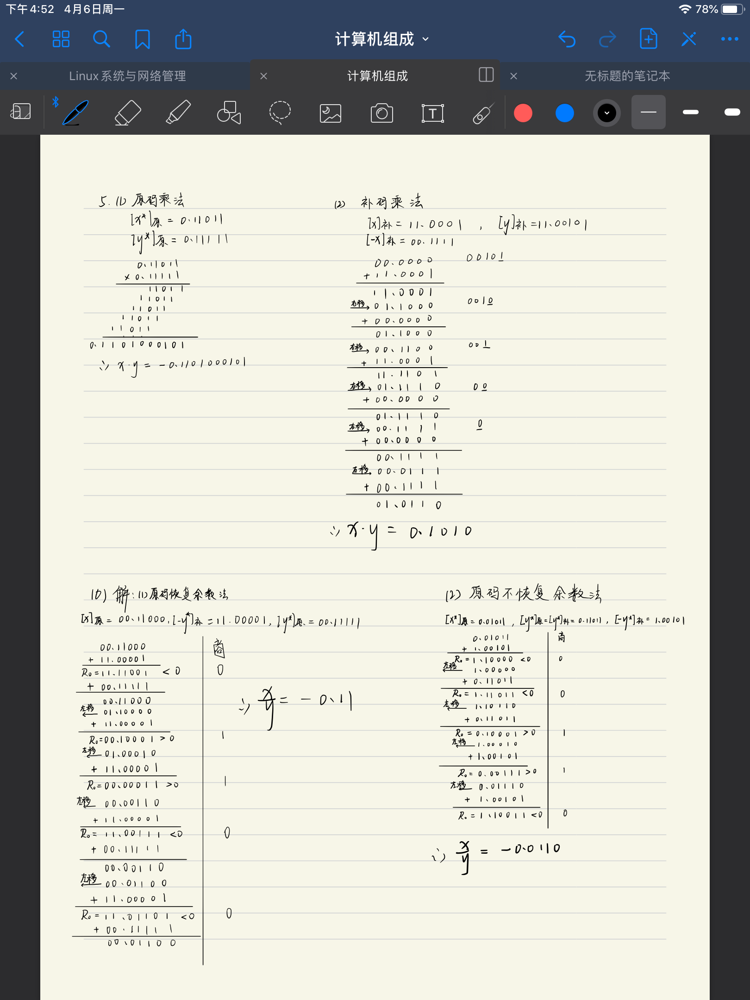 下午4:52 4月6日周一
78%
计算机组成
Linux系统与网络管理
计算机组成
无标题的笔记本
5. (1) 原码乘法
[x*]原 = 0.11011
[y*]原 = 0.11111
0.11011
× 0.11111
11011
11011
11011
11011
11011
0.1101000101
∴ x·y = -0.1101000101
(2) 补码乘法
[x]补 = 11.0001 , [y]补 = 11.00101
[-x]补 = 00.1111
00.0000 00101
+ 11.0001
11.0001
右移→ 01.1000 0010
+ 00.0000
01.1000
右移→ 00.1100 001
+ 11.0001
11.1101
右移→ 01.1110 00
+ 00.0000
01.1110
右移→ 00.1111 0
+ 00.0000
00.1111
右移→ 00.0111
+ 00.1111
01.0110
∴ x·y = 0.1010
10) 解: (1)原码恢复余数法
[x]原 = 00.11000, [-y*]补 = 11.00001, [y*]原 = 00.11111
商
00.11000
+ 11.00001
R₀ = 11.11001 < 0 0
+ 00.11111
00.11000
左移← 01.10000
+ 11.00001
R₀ = 00.10001 > 0 1
左移← 01.00010
+ 11.00001
R₀ = 00.00011 > 0 1
左移← 00.00110
+ 11.00001
R₀ = 11.00111 < 0 0
+ 00.11111
00.00110
左移← 00.01100
+ 11.00001
R₀ = 11.01101 < 0 0
+ 00.11111
00.01100
∴ x/y = - 0.11
(2) 原码不恢复余数法
[x*]原 = 0.01011 , [y*]原 = [y*]补 = 0.11011 , [-y*]补 = 1.00101
商
0.01011
+ 1.00101
R₀ = 1.10000 < 0 0
左移← 1.00000
+ 0.11011
R₀ = 1.11011 < 0 0
左移← 1.10110
+ 0.11011
R₀ = 0.10001 > 0 1
左移← 1.00010
+ 1.00101
R₀ = 0.00111 > 0 1
左移← 0.01110
+ 1.00101
R₀ = 1.10011 < 0 0
∴ x/y = - 0.0110